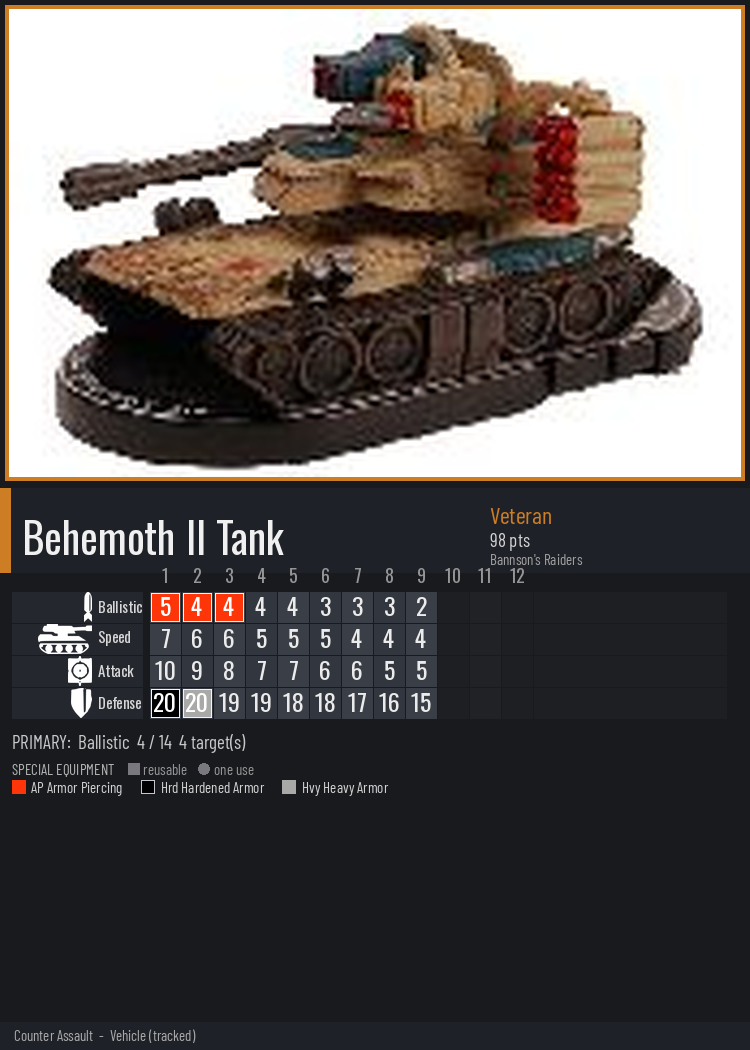 Behemoth II Tank
Veteran
98 pts
Bannson's Raiders
1 2 3 4 5 6 7 8 9 10 11 12
Ballistic 5 4 4 4 4 3 3 3 2
Speed 7 6 6 5 5 5 4 4 4
Attack 10 9 8 7 7 6 6 5 5
Defense 20 20 19 19 18 18 17 16 15
PRIMARY: Ballistic 4 / 14 4 target(s)
SPECIAL EQUIPMENT reusable one use
AP Armor Piercing Hrd Hardened Armor Hvy Heavy Armor
Counter Assault - Vehicle (tracked)